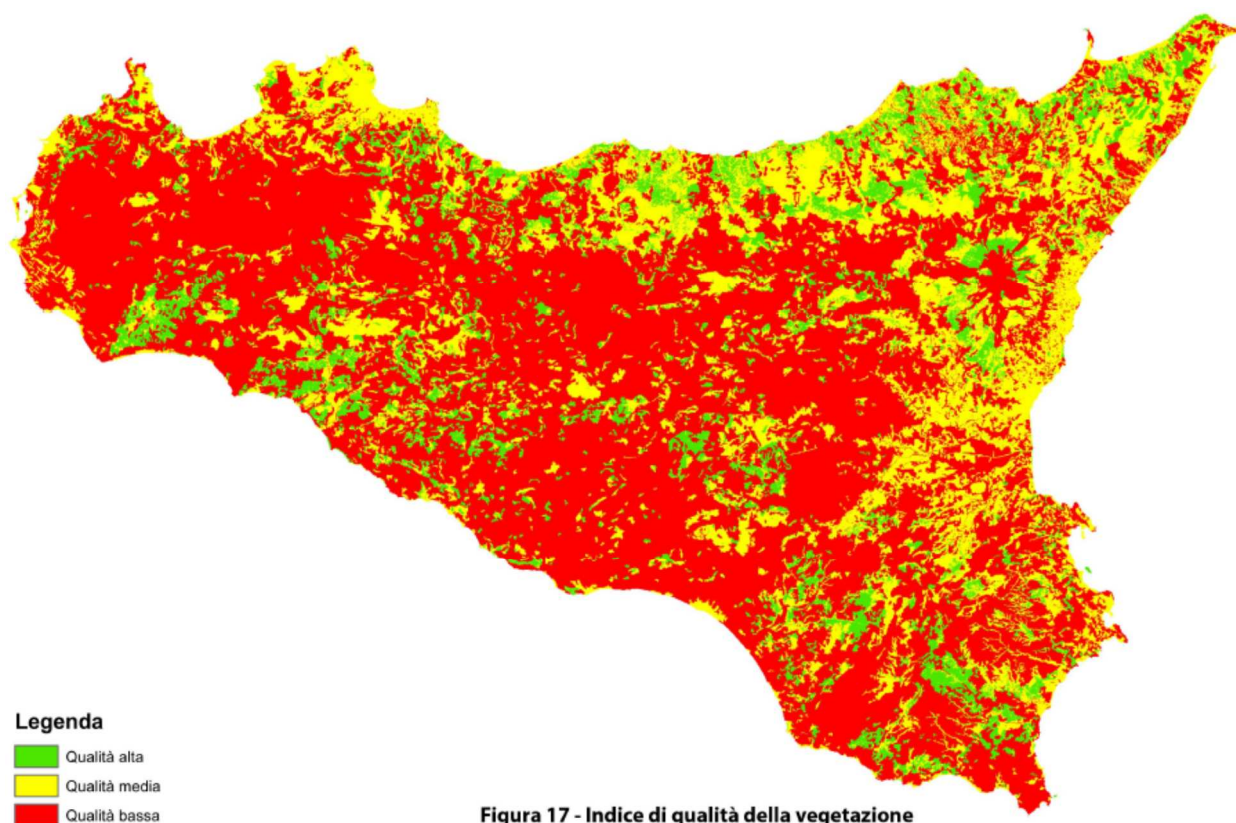 Legenda
Qualità alta
Qualità media
Qualità bassa
Figura 17 - Indice di qualità della vegetazione